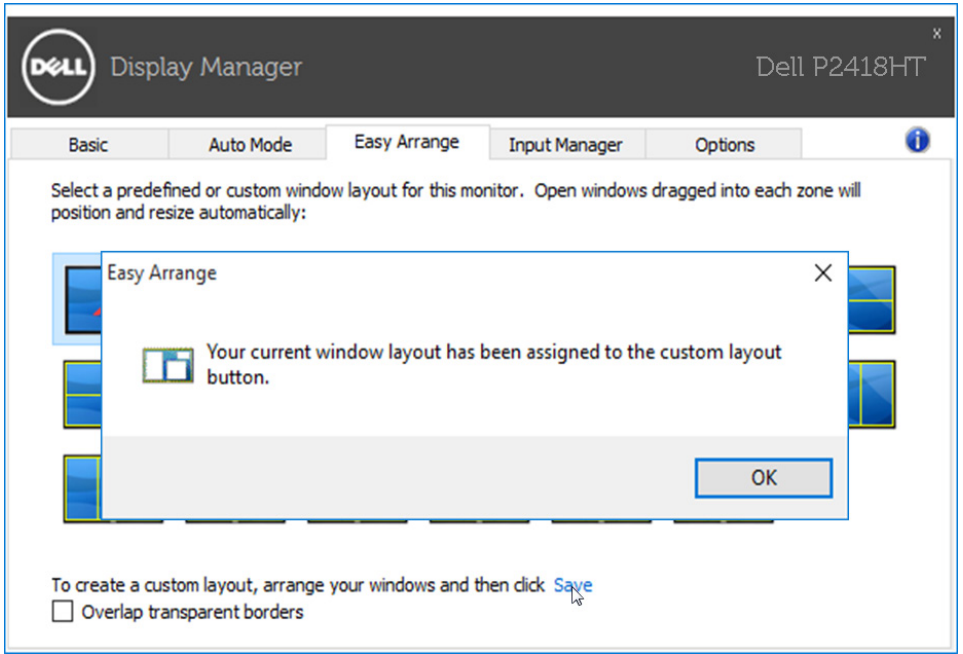 DELL
Display Manager
Dell P2418HT
x
Basic
Auto Mode
Easy Arrange
Input Manager
Options
i
Select a predefined or custom window layout for this monitor. Open windows dragged into each zone will
position and resize automatically:
Easy Arrange
Your current window layout has been assigned to the custom layout
button.
OK
To create a custom layout, arrange your windows and then click Save
Overlap transparent borders